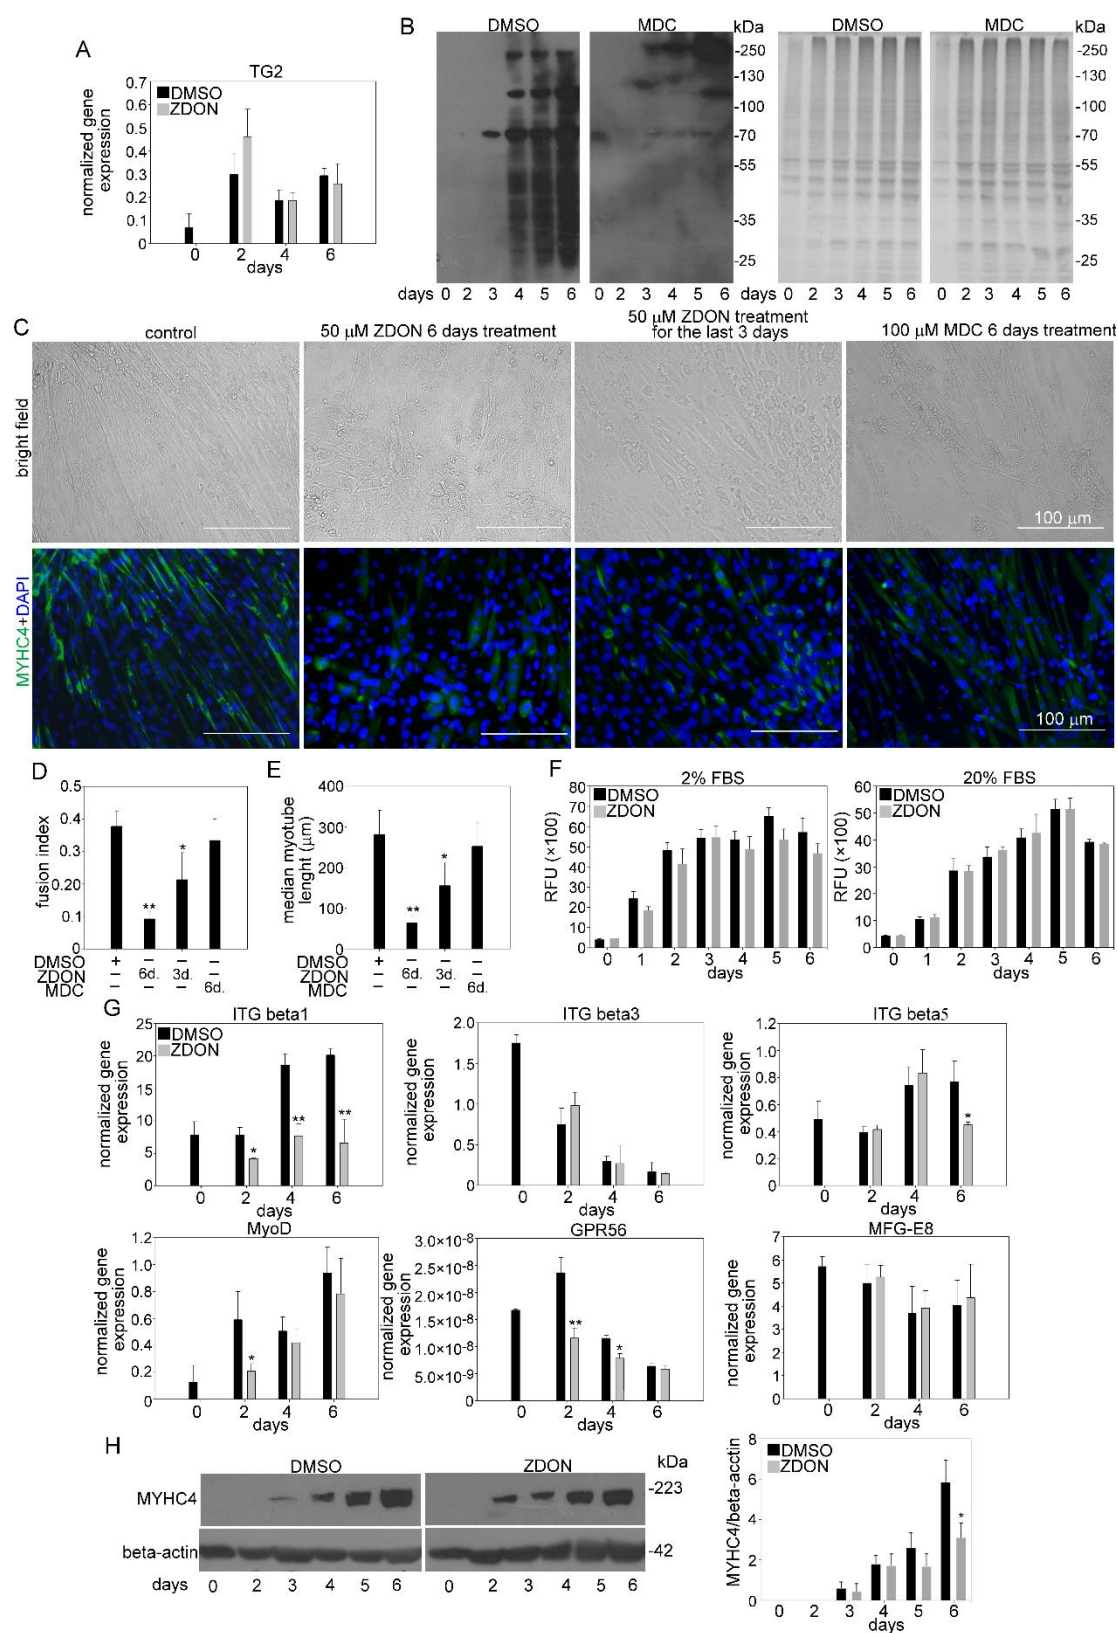 A
TG2
DMSO
ZDON
normalized gene
expression
0.7
0.6
0.5
0.4
0.3
0.2
0.1
0
0 2 4 6
days
B
DMSO MDC kDa DMSO MDC kDa
-250
-130
-100
-70
-55
-35
-25
-250
-130
-100
-70
-55
-35
-25
days 0 2 3 4 5 6 0 2 3 4 5 6 days 0 2 3 4 5 6 0 2 3 4 5 6
C
control
50 μM ZDON 6 days treatment
50 μM ZDON treatment
for the last 3 days
100 μM MDC 6 days treatment
bright field
100 μm
MYHC4+DAPI
100 μm
D
fusion index
0.5
0.4
0.3
0.20
0.1
0
** *
DMSO + – – –
ZDON – 6d. 3d. –
MDC – – – 6d.
E
median myotube
lenght (μm)
400
300
200
100
0
** *
DMSO + – – –
ZDON – 6d. 3d. –
MDC – – – 6d.
F
2% FBS
DMSO
ZDON
RFU (×100)
80
70
60
50
40
30
20
10
0
0 1 2 3 4 5 6
days
20% FBS
DMSO
ZDON
RFU (×100)
60
50
40
30
20
10
0
0 1 2 3 4 5 6
days
G
ITG beta1
DMSO
ZDON
normalized gene
expression
25
20
15
10
5
0
* ** **
0 2 4 6
ITG beta3
normalized gene
expression
2.0
1.5
1.0
0.5
0
0 2 4 6
ITG beta5
normalized gene
expression
1.2
1.0
0.8
0.6
0.4
0.2
0
*
0 2 4 6
MyoD
normalized gene
expression
1.2
1.0
0.8
0.6
0.4
0.2
0
*
0 2 4 6
days
GPR56
normalized gene
expression
3.0×10-8
2.5×10-8
2.0×10-8
1.5×10-8
1.0×10-8
5.0×10-9
0
** *
0 2 4 6
days
MFG-E8
normalized gene
expression
7
6
5
4
3
2
1
0
0 2 4 6
days
H
DMSO ZDON kDa
MYHC4 -223
beta-actin -42
days 0 2 3 4 5 6 0 2 3 4 5 6
DMSO
ZDON
MYHC4/beta-acctin
8
6
4
2
0
*
0 2 3 4 5 6
days